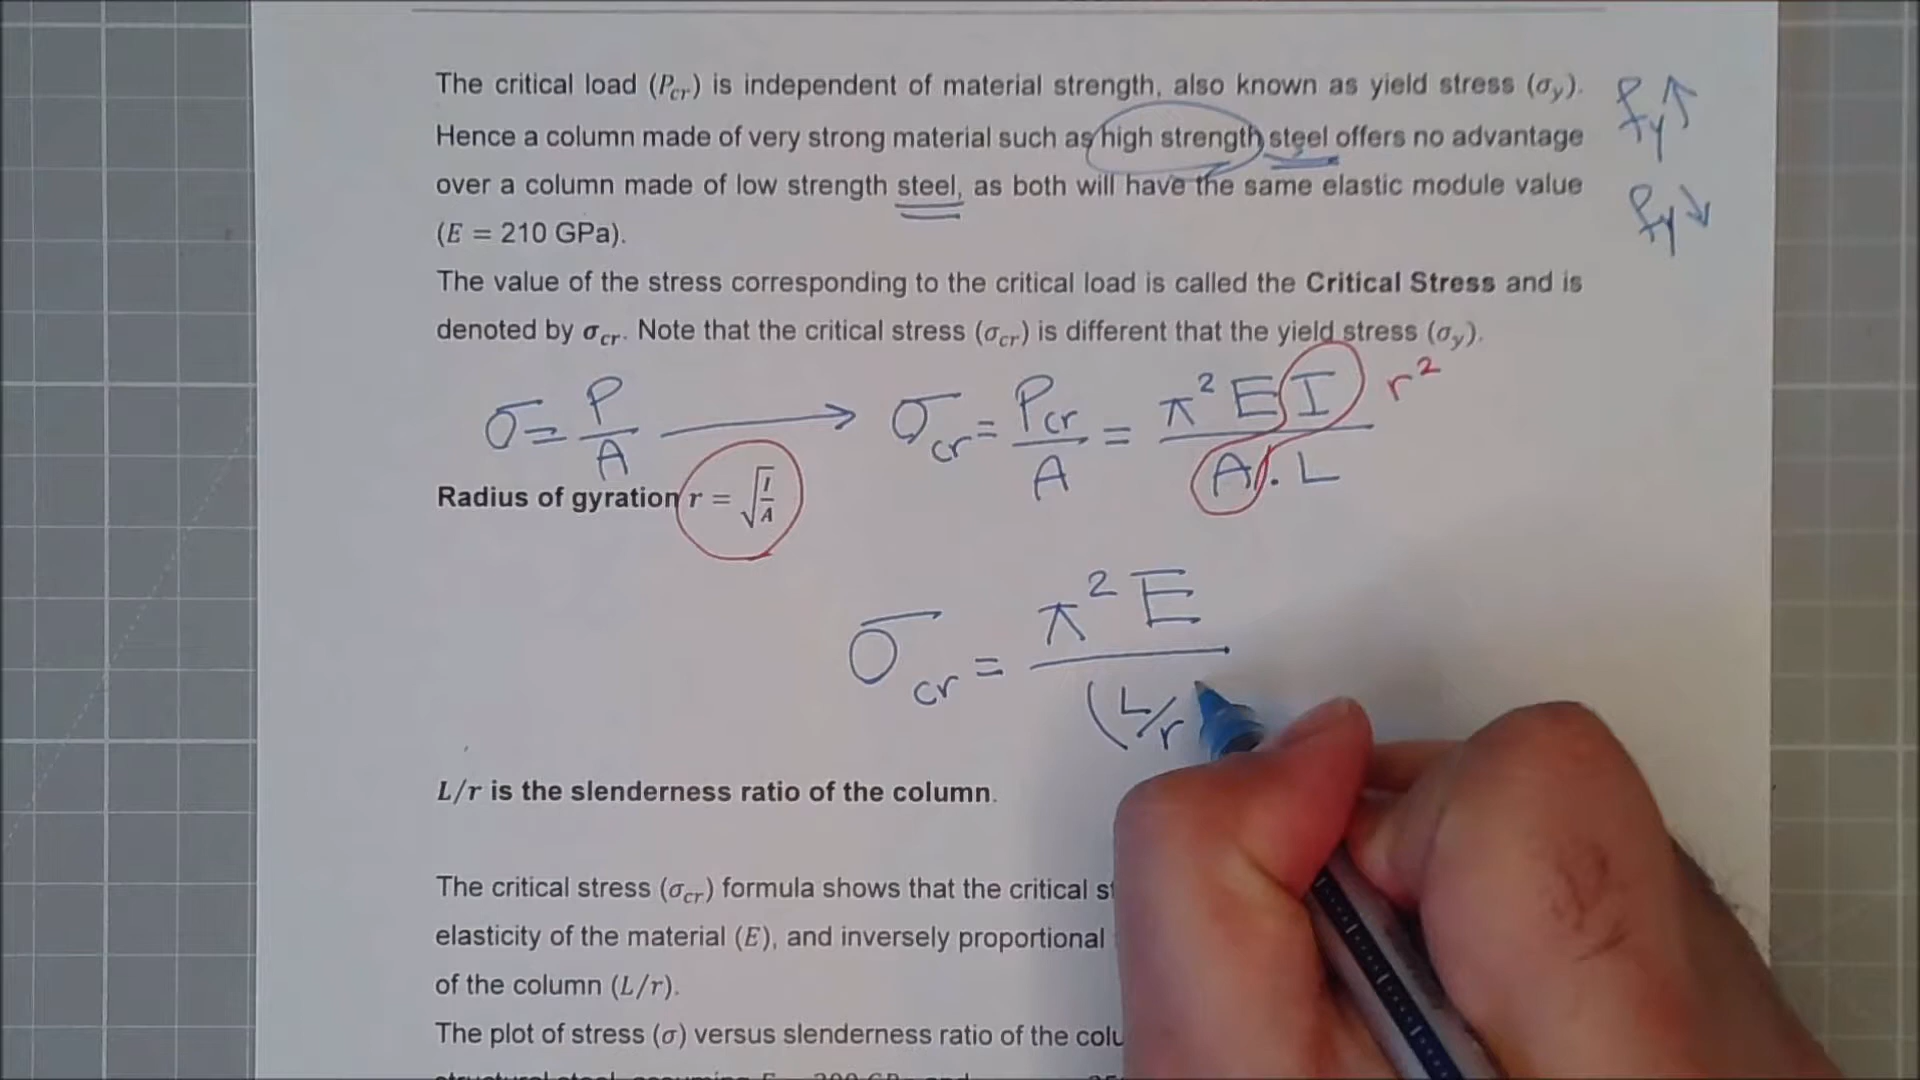 The critical load (Pcr) is independent of material strength, also known as yield stress (σy). fy↑
Hence a column made of very strong material such as high strength steel offers no advantage
over a column made of low strength steel, as both will have the same elastic module value fy↓
(E = 210 GPa).
The value of the stress corresponding to the critical load is called the Critical Stress and is
denoted by σcr. Note that the critical stress (σcr) is different that the yield stress (σy).
σ = P/A → σcr = Pcr/A = π² E I / A . L r²
Radius of gyration r = √(I/A)
σcr = π² E / (L/r
L/r is the slenderness ratio of the column.
The critical stress (σcr) formula shows that the critical
elasticity of the material (E), and inversely proportional
of the column (L/r).
The plot of stress (σ) versus slenderness ratio of the